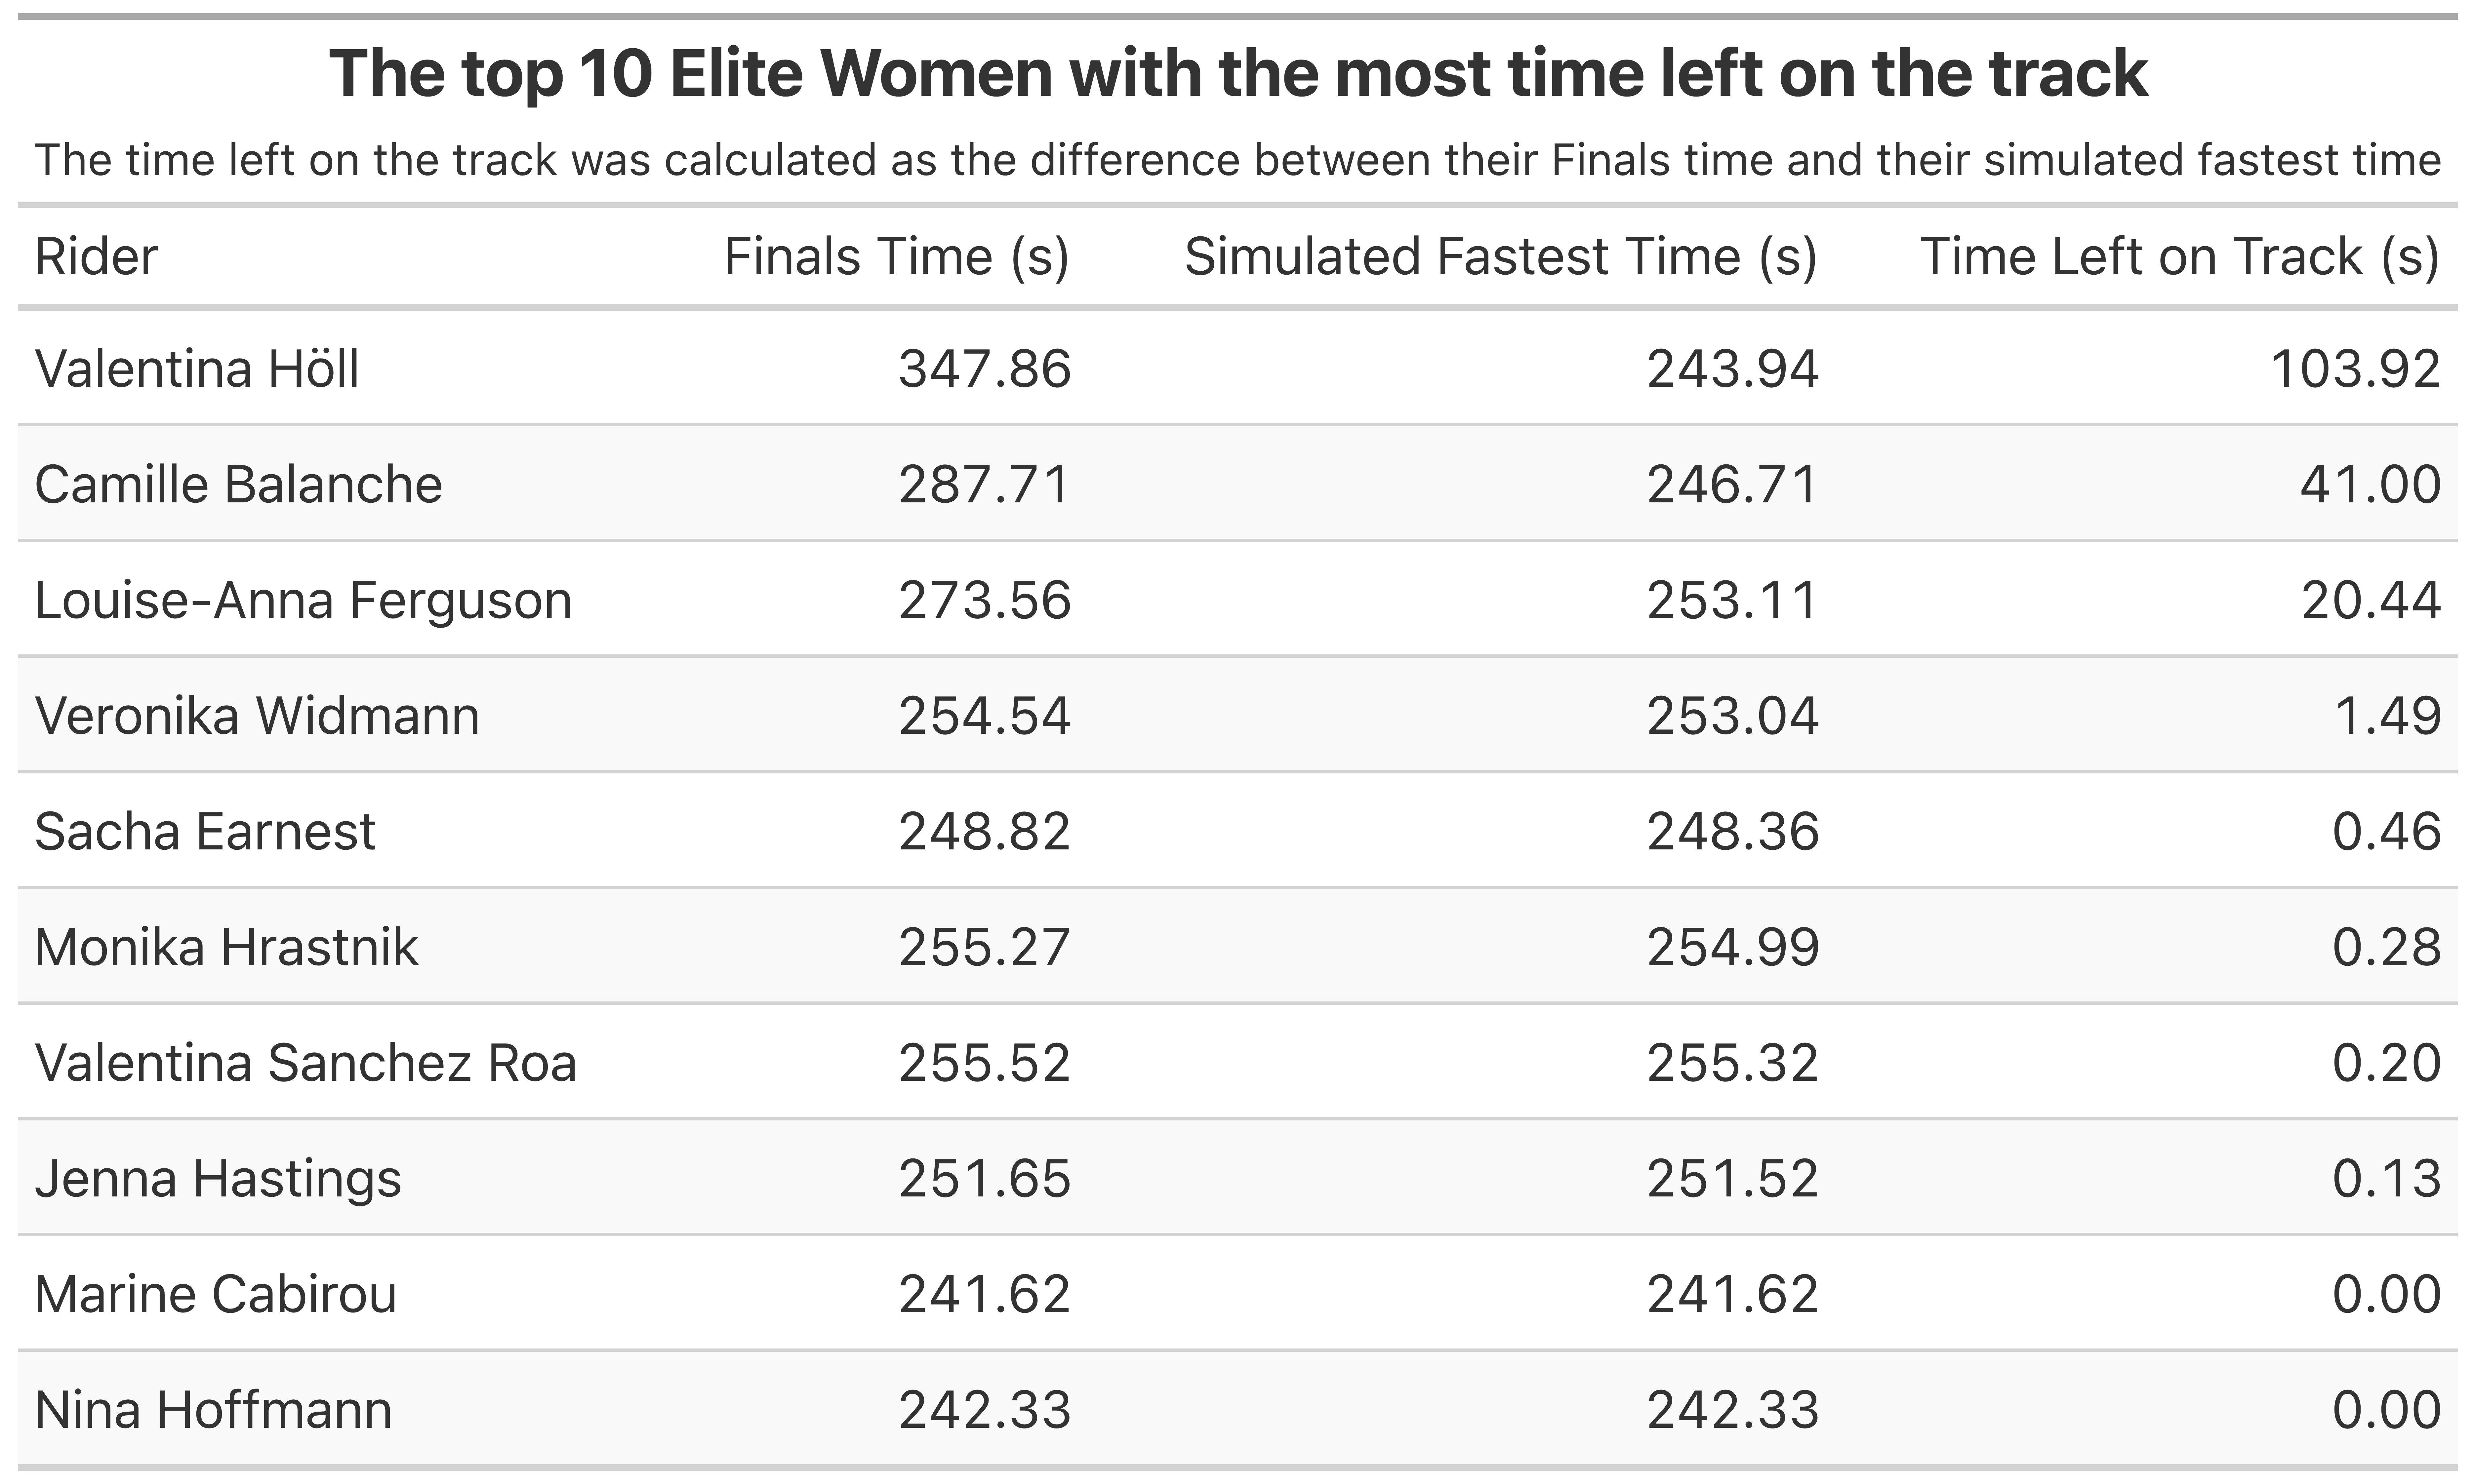 The top 10 Elite Women with the most time left on the track
The time left on the track was calculated as the difference between their Finals time and their simulated fastest time
Rider Finals Time (s) Simulated Fastest Time (s) Time Left on Track (s)
Valentina Höll 347.86 243.94 103.92
Camille Balanche 287.71 246.71 41.00
Louise-Anna Ferguson 273.56 253.11 20.44
Veronika Widmann 254.54 253.04 1.49
Sacha Earnest 248.82 248.36 0.46
Monika Hrastnik 255.27 254.99 0.28
Valentina Sanchez Roa 255.52 255.32 0.20
Jenna Hastings 251.65 251.52 0.13
Marine Cabirou 241.62 241.62 0.00
Nina Hoffmann 242.33 242.33 0.00